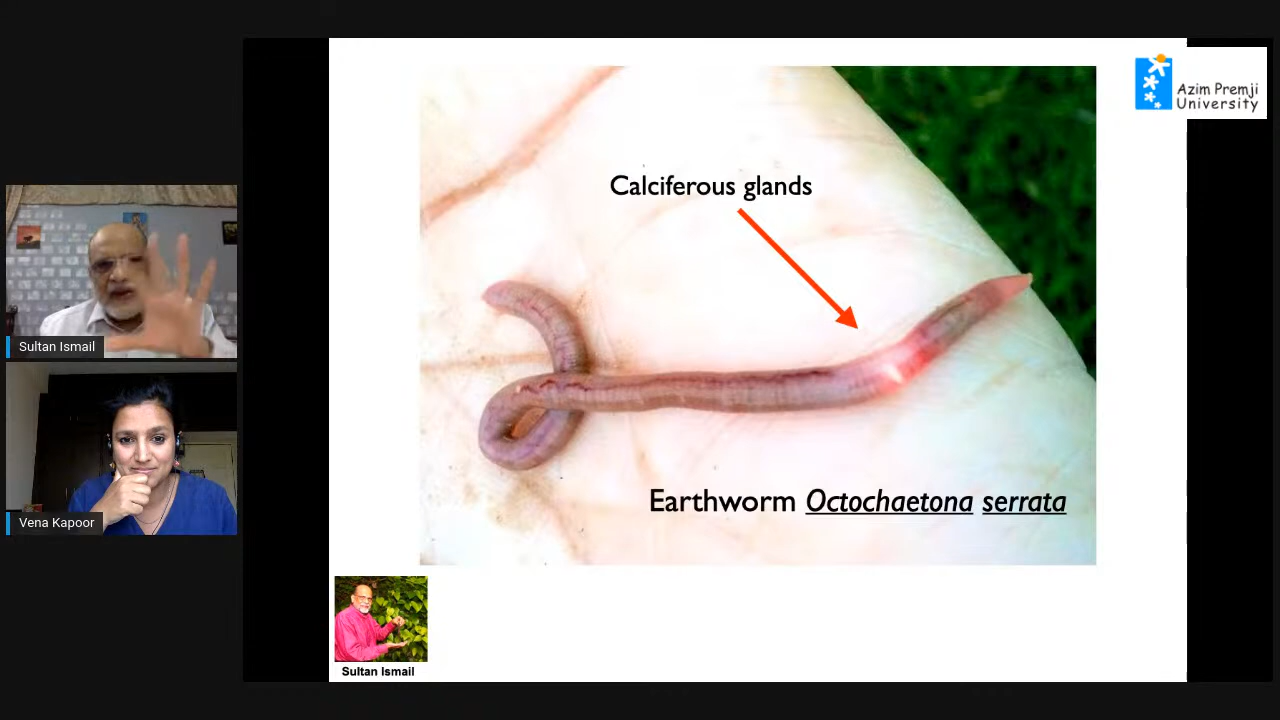 Azim Premji
University
Calciferous glands
Sultan Ismail
Earthworm Octochaetona serrata
Vena Kapoor
Sultan Ismail